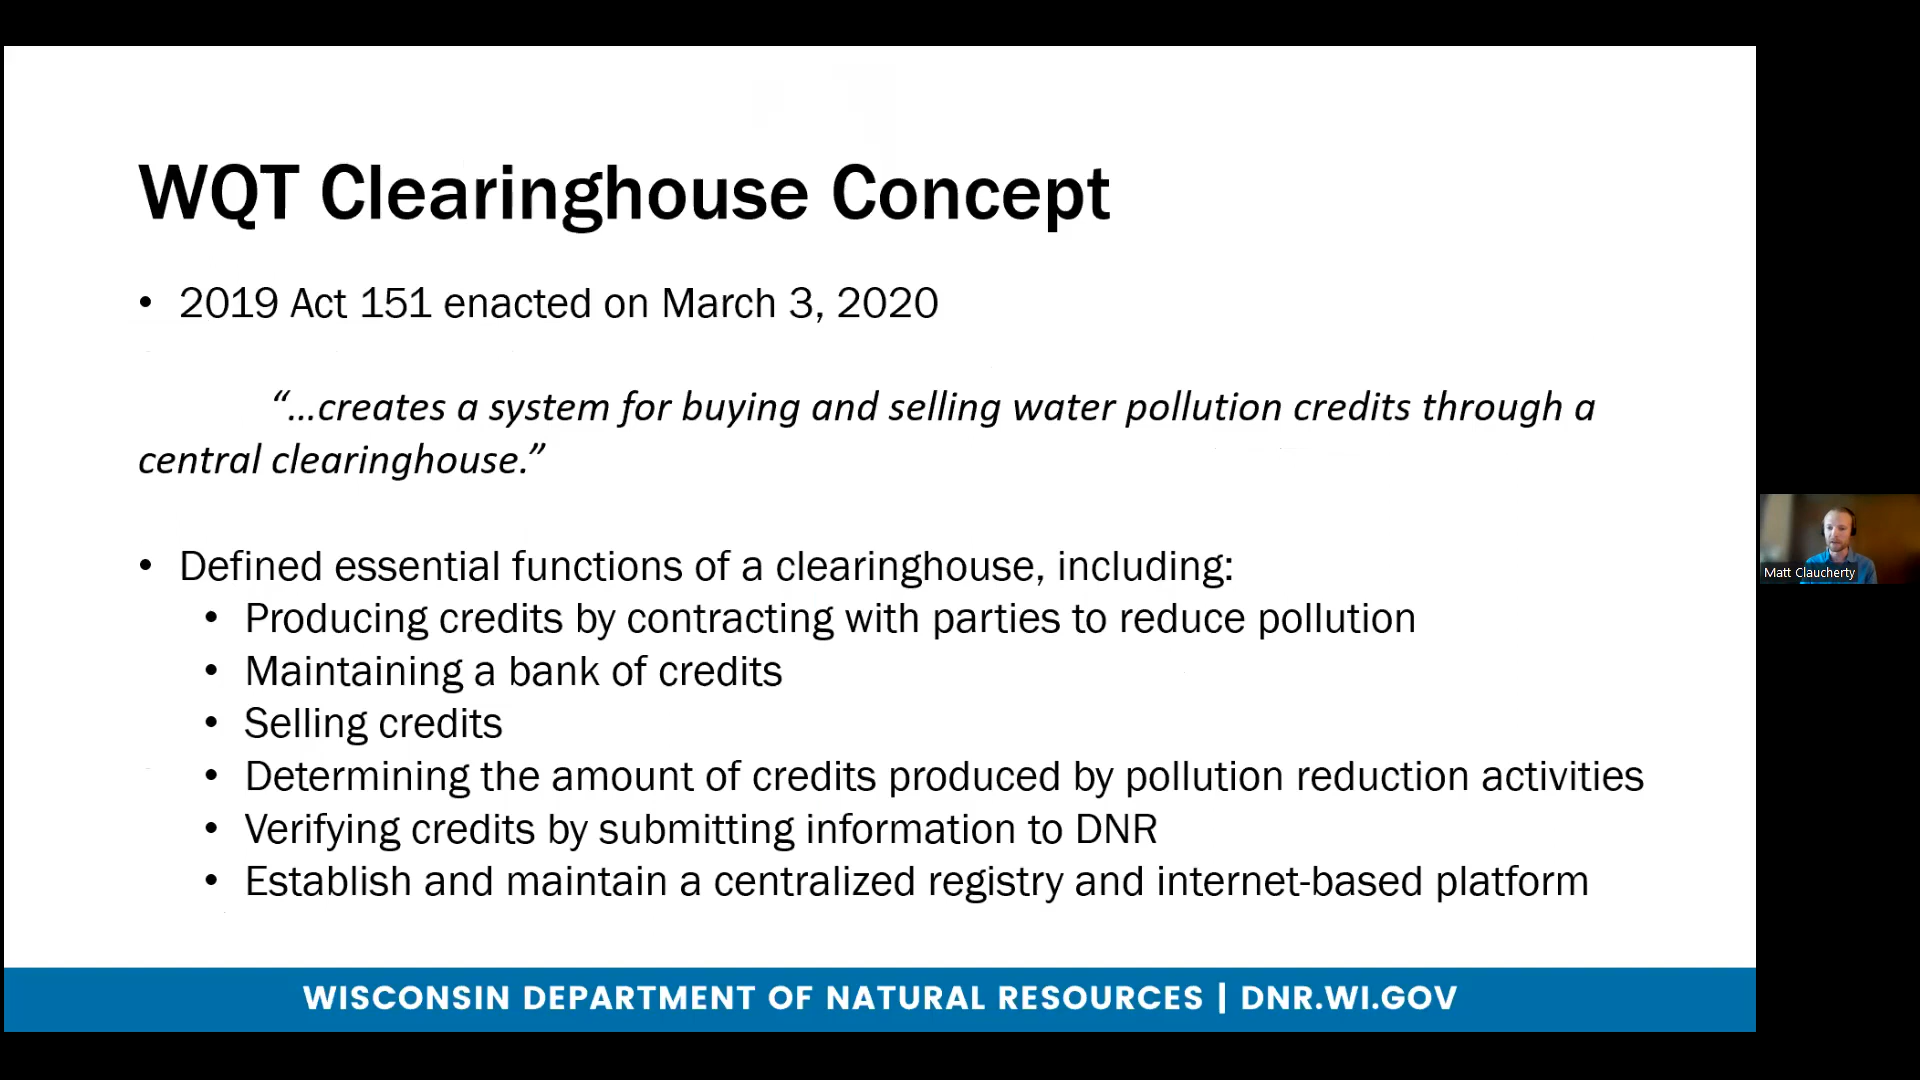 WQT Clearinghouse Concept
• 2019 Act 151 enacted on March 3, 2020
“...creates a system for buying and selling water pollution credits through a
central clearinghouse.”
• Defined essential functions of a clearinghouse, including:
• Producing credits by contracting with parties to reduce pollution
• Maintaining a bank of credits
• Selling credits
• Determining the amount of credits produced by pollution reduction activities
• Verifying credits by submitting information to DNR
• Establish and maintain a centralized registry and internet-based platform
WISCONSIN DEPARTMENT OF NATURAL RESOURCES | DNR.WI.GOV
Matt Claucherty